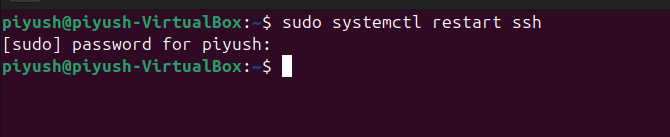 piyush@piyush-VirtualBox:~$ sudo systemctl restart ssh
[sudo] password for piyush:
piyush@piyush-VirtualBox:~$